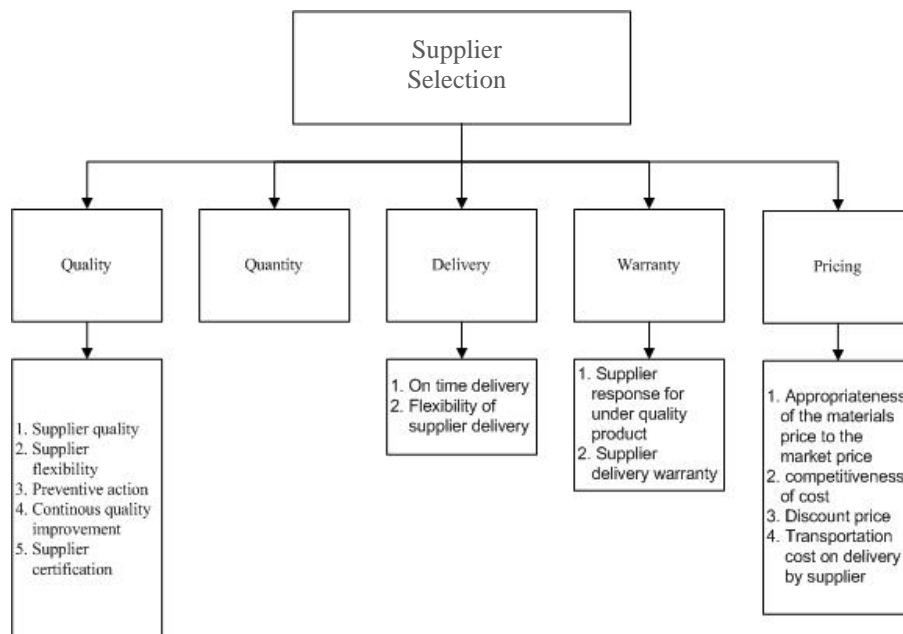 Supplier
Selection
Quality
Quantity
Delivery
Warranty
Pricing
1. Supplier quality
2. Supplier
flexibility
3. Preventive action
4. Continous quality
improvement
5. Supplier
certification
1. On time delivery
2. Flexibility of
supplier delivery
1. Supplier
response for
under quality
product
2. Supplier
delivery warranty
1. Appropriateness
of the materials
price to the
market price
2. competitiveness
of cost
3. Discount price
4. Transportation
cost on delivery
by supplier